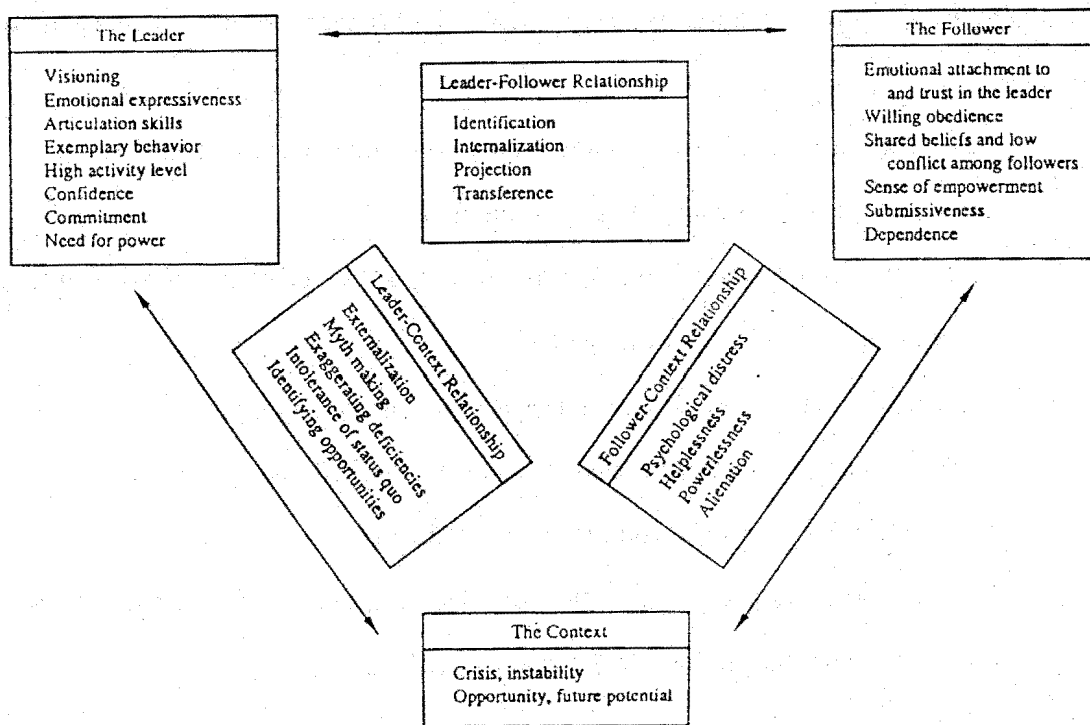 The Leader
Visioning
Emotional expressiveness
Articulation skills
Exemplary behavior
High activity level
Confidence
Commitment
Need for power
Leader-Follower Relationship
Identification
Internalization
Projection
Transference
The Follower
Emotional attachment to
and trust in the leader
Willing obedience
Shared beliefs and low
conflict among followers
Sense of empowerment
Submissiveness
Dependence
Leader-Context Relationship
Externalization
Myth making
Exaggerating deficiencies
Intolerance of status quo
Identifying opportunities
Follower-Context Relationship
Psychological distress
Helplessness
Powerlessness
Alienation
The Context
Crisis, instability
Opportunity, future potential